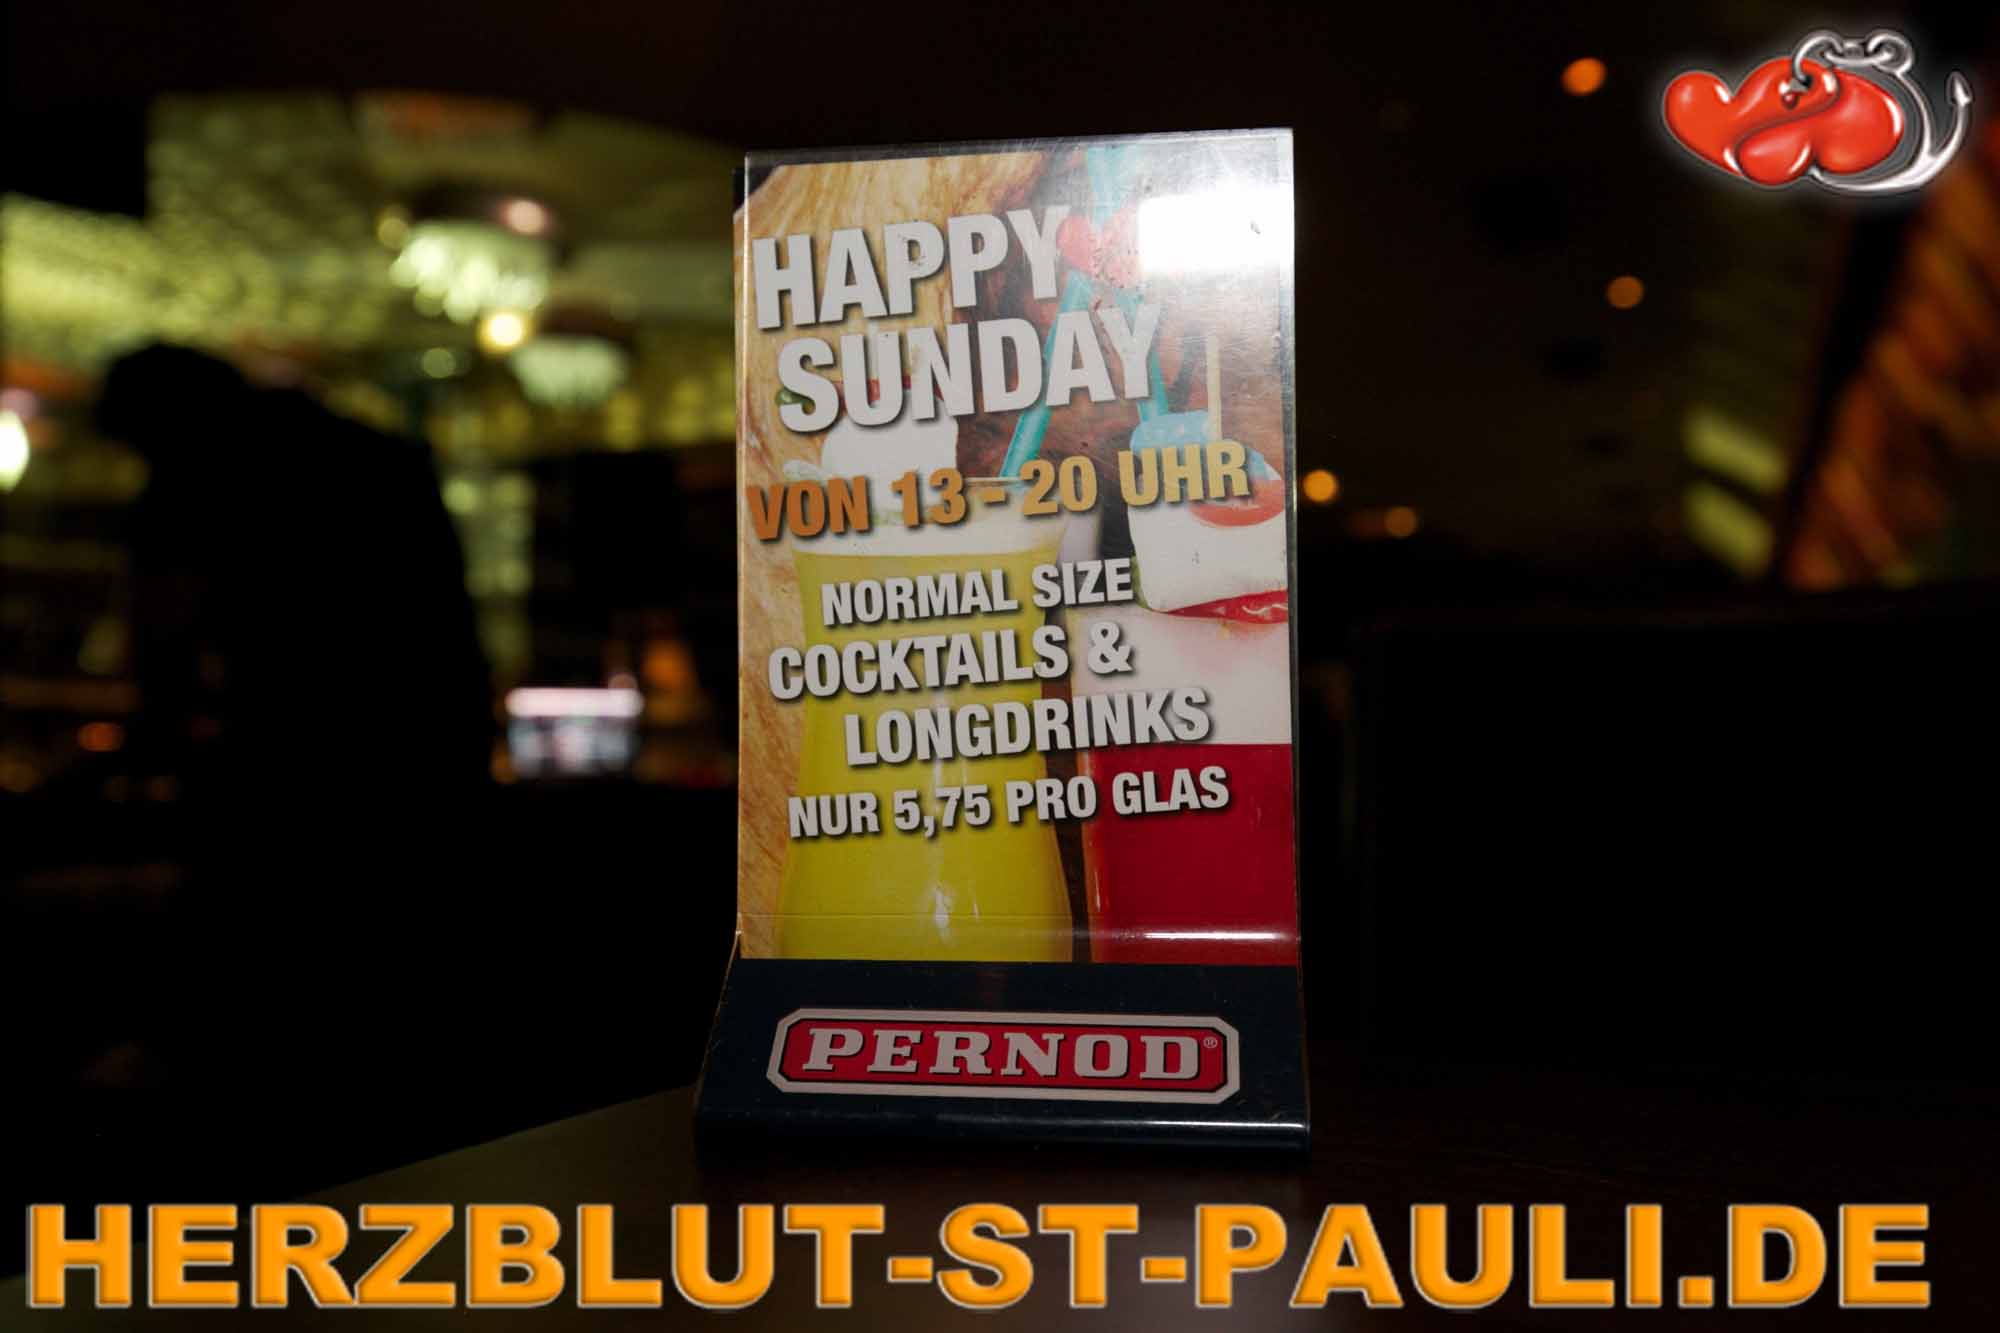 HAPPY
SUNDAY
VON 13 - 20 UHR
NORMAL SIZE
COCKTAILS &
LONGDRINKS
NUR 5,75 PRO GLAS
PERNOD®
HERZBLUT-ST-PAULI.DE